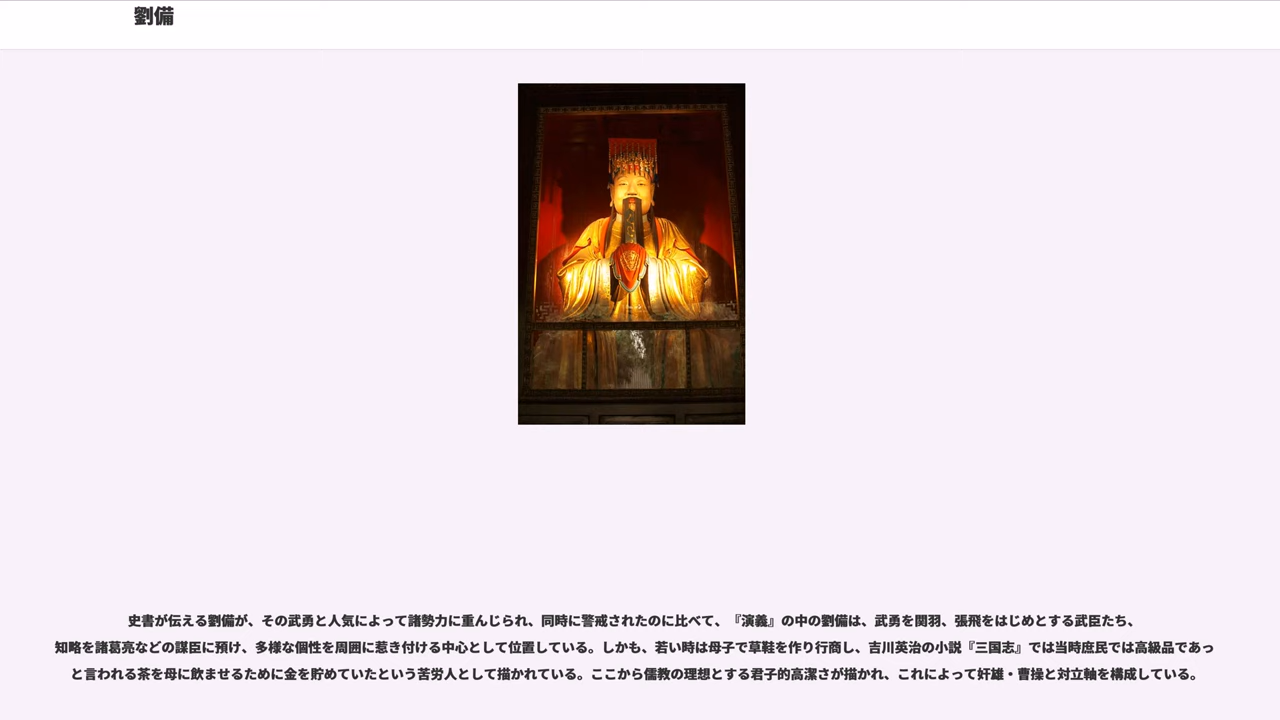 劉備
史書が伝える劉備が、その武勇と人気によって諸勢力に重んじられ、同時に警戒されたのに比べて、『演義』の中の劉備は、武勇を関羽、張飛をはじめとする武臣たち、
知略を諸葛亮などの謀臣に預け、多様な個性を周囲に惹き付ける中心として位置している。しかも、若い時は母子で草鞋を作り行商し、吉川英治の小説『三国志』では当時庶民では高級品であっ
と言われる茶を母に飲ませるために金を貯めていたという苦労人として描かれている。ここから儒教の理想とする君子的高潔さが描かれ、これによって奸雄・曹操と対立軸を構成している。